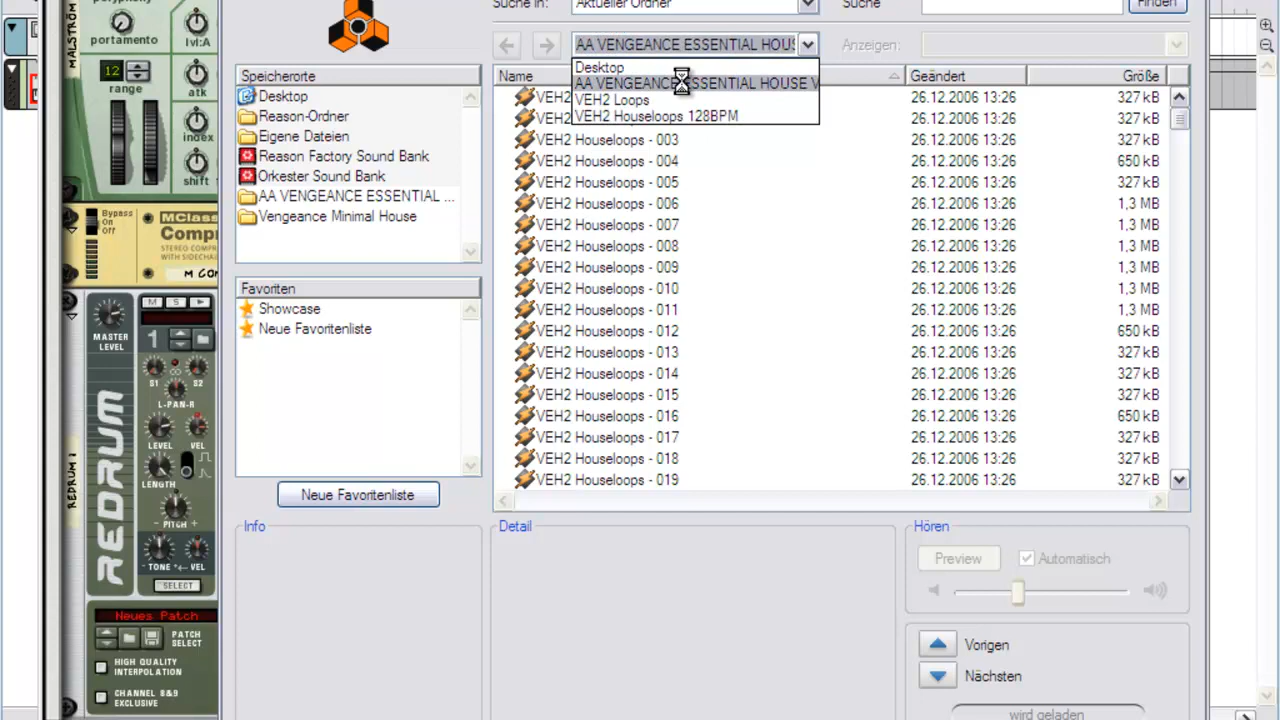 polyphony
MALSTRÖM
portamento
lvl:A
12
range
atk
index
shift
Bypass
On
Off
MClass
Comp
STEREO COMPR
WITH SIDECHAI
M CO
MASTER
LEVEL
M
S
1
S1
S2
L-PAN-R
LEVEL
VEL
LENGTH
- PITCH +
- TONE +
VEL
SELECT
REDRUM
REDRUM 1
Neues Patch
PATCH
SELECT
HIGH QUALITY
INTERPOLATION
CHANNEL 8&9
EXCLUSIVE
Suche in:
Aktueller Ordner
Suche
Finden
AA VENGEANCE ESSENTIAL HOUS
Anzeigen:
Desktop
AA VENGEANCE ESSENTIAL HOUSE V
VEH2 Loops
VEH2 Houseloops 128BPM
Speicherorte
Desktop
Reason-Ordner
Eigene Dateien
Reason Factory Sound Bank
Orkester Sound Bank
AA VENGEANCE ESSENTIAL ...
Vengeance Minimal House
Favoriten
Showcase
Neue Favoritenliste
Neue Favoritenliste
Name Geändert Größe
VEH2 26.12.2006 13:26 327 kB
VEH2 26.12.2006 13:26 327 kB
VEH2 Houseloops - 003 26.12.2006 13:26 327 kB
VEH2 Houseloops - 004 26.12.2006 13:26 650 kB
VEH2 Houseloops - 005 26.12.2006 13:26 327 kB
VEH2 Houseloops - 006 26.12.2006 13:26 1,3 MB
VEH2 Houseloops - 007 26.12.2006 13:26 1,3 MB
VEH2 Houseloops - 008 26.12.2006 13:26 1,3 MB
VEH2 Houseloops - 009 26.12.2006 13:26 1,3 MB
VEH2 Houseloops - 010 26.12.2006 13:26 1,3 MB
VEH2 Houseloops - 011 26.12.2006 13:26 1,3 MB
VEH2 Houseloops - 012 26.12.2006 13:26 650 kB
VEH2 Houseloops - 013 26.12.2006 13:26 327 kB
VEH2 Houseloops - 014 26.12.2006 13:26 327 kB
VEH2 Houseloops - 015 26.12.2006 13:26 327 kB
VEH2 Houseloops - 016 26.12.2006 13:26 650 kB
VEH2 Houseloops - 017 26.12.2006 13:26 327 kB
VEH2 Houseloops - 018 26.12.2006 13:26 327 kB
VEH2 Houseloops - 019 26.12.2006 13:26 327 kB
Info
Detail
Hören
Preview
Automatisch
Vorigen
Nächsten
wird geladen